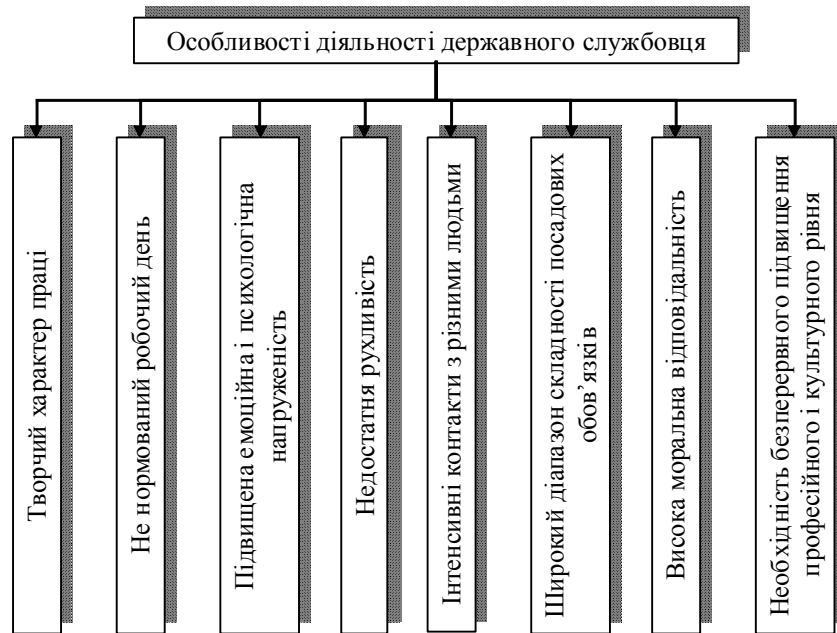 Особливості діяльності державного службовця
Творчий характер праці
Не нормований робочий день
Підвищена емоційна і психологічна
напруженість
Недостатня рухливість
Інтенсивні контакти з різними людьми
Широкий діапазон складності посадових
обов’язків
Висока моральна відповідальність
Необхідність безперервного підвищення
професійного і культурного рівня